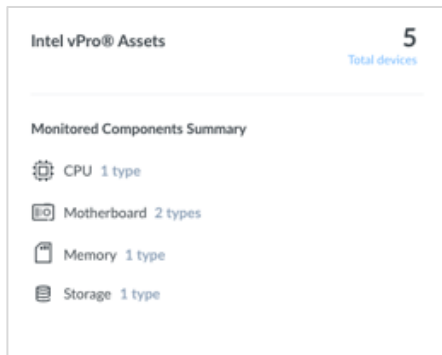 Intel vPro® Assets
5
Total devices
Monitored Components Summary
CPU 1 type
Motherboard 2 types
Memory 1 type
Storage 1 type